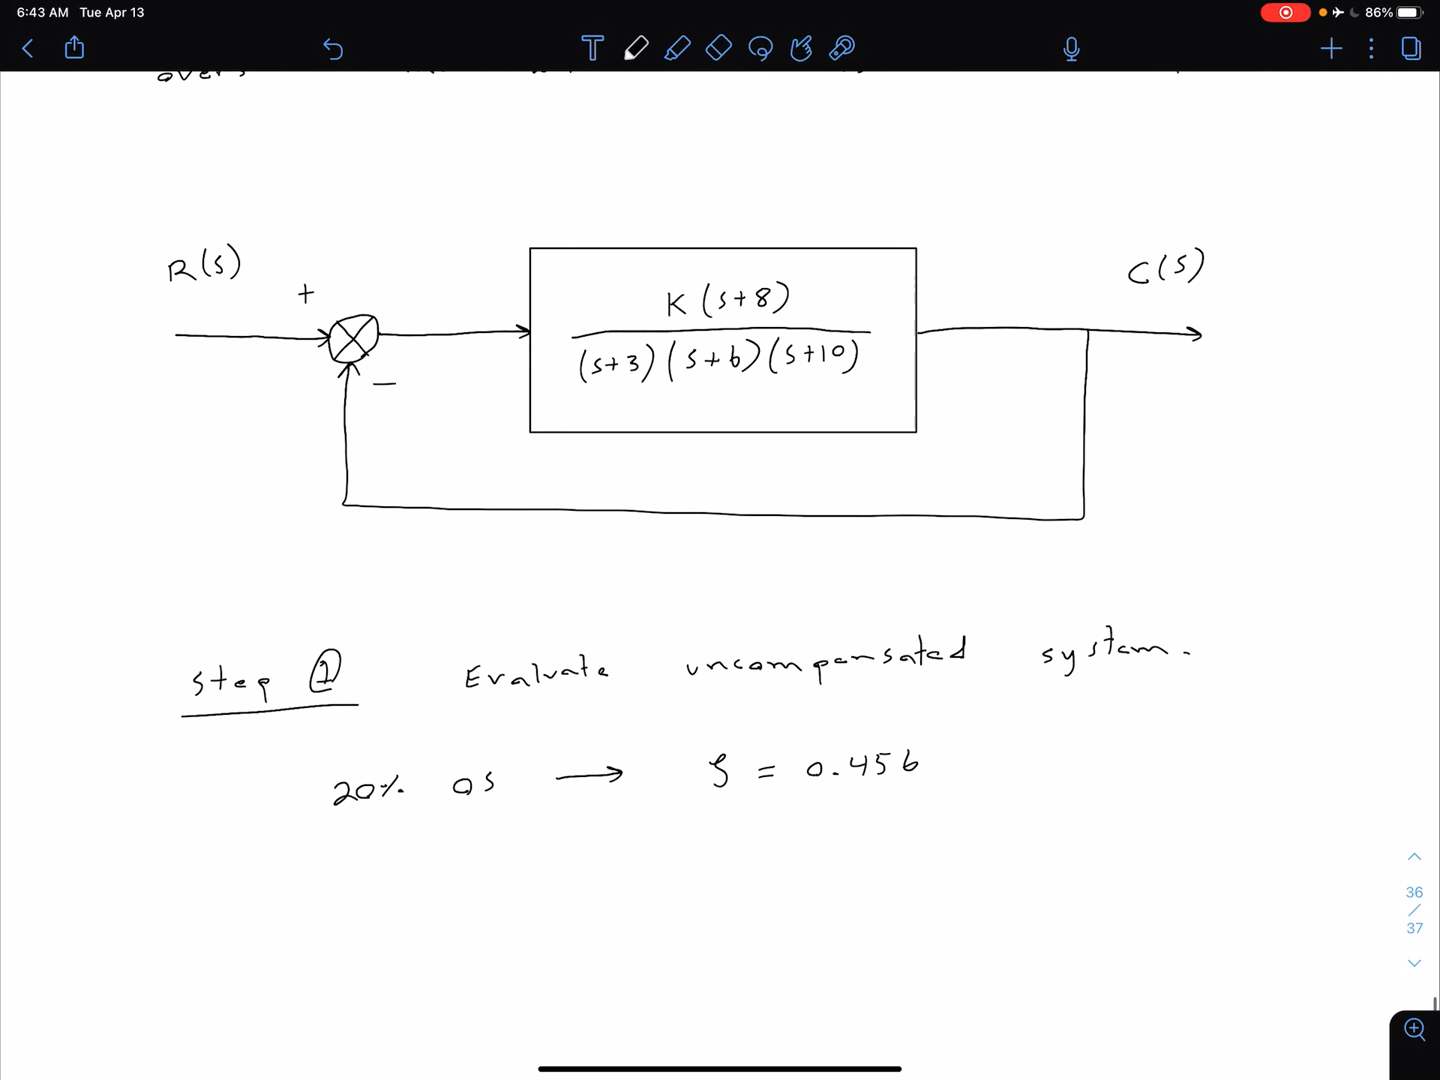 6:43 AM Tue Apr 13
86%
R(s)
+
K(s+8)
(s+3)(s+6)(s+10)
C(s)
−
Step ① Evaluate uncompensated system.
20% OS → ζ = 0.456
36
/
37